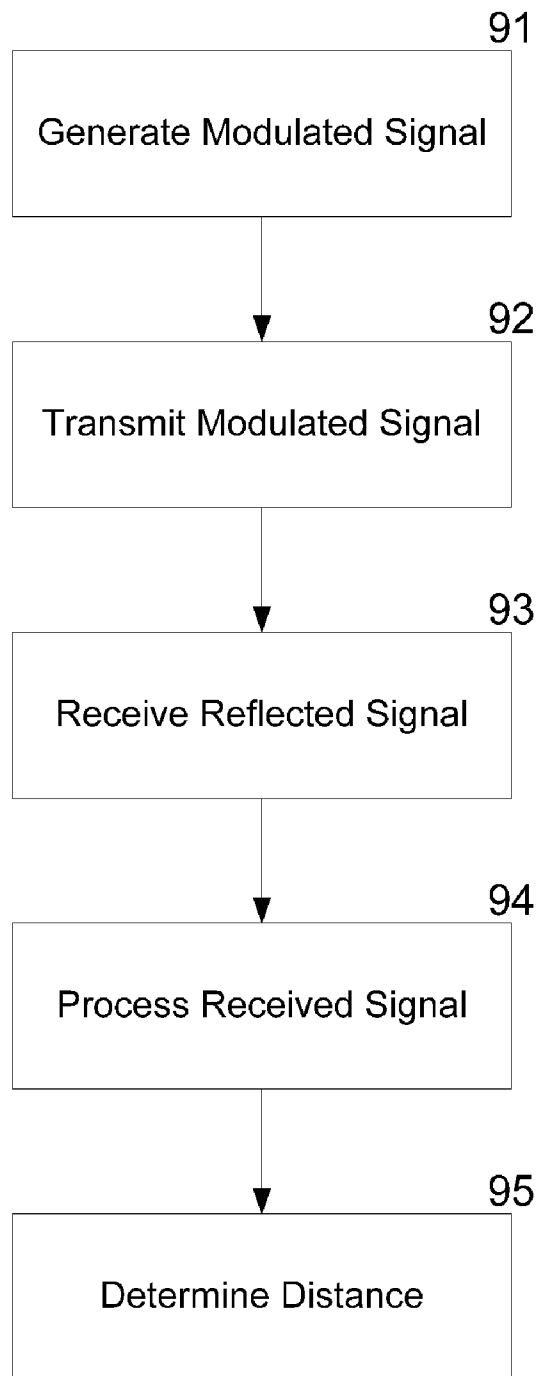 91
Generate Modulated Signal
92
Transmit Modulated Signal
93
Receive Reflected Signal
94
Process Received Signal
95
Determine Distance